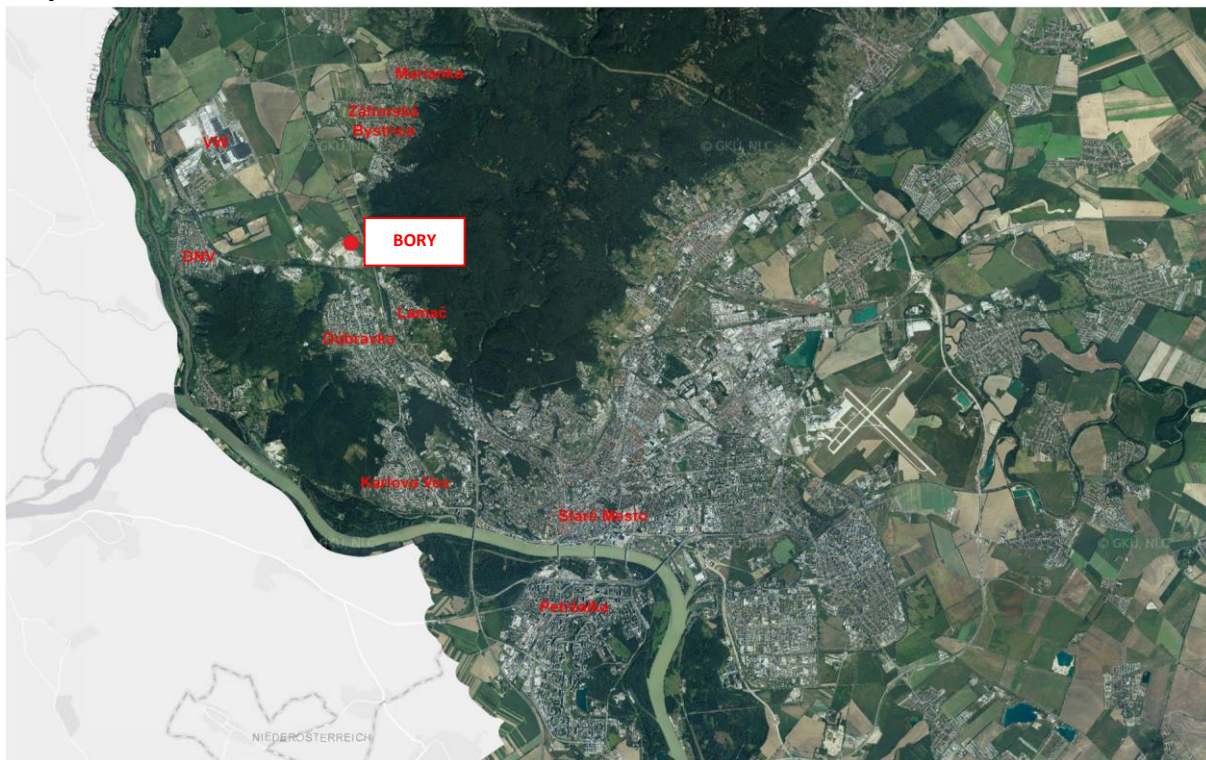 Marianka
Záhorská
Bystrica
VW
© GKÚ, NLC
© GKÚ, NLC
BORY
DNV
Lamač
Dúbravka
Karlova Ves
Staré Mesto
© GKÚ, NLC
© GKÚ, NLC
Petržalka
NIEDERÖSTERREICH